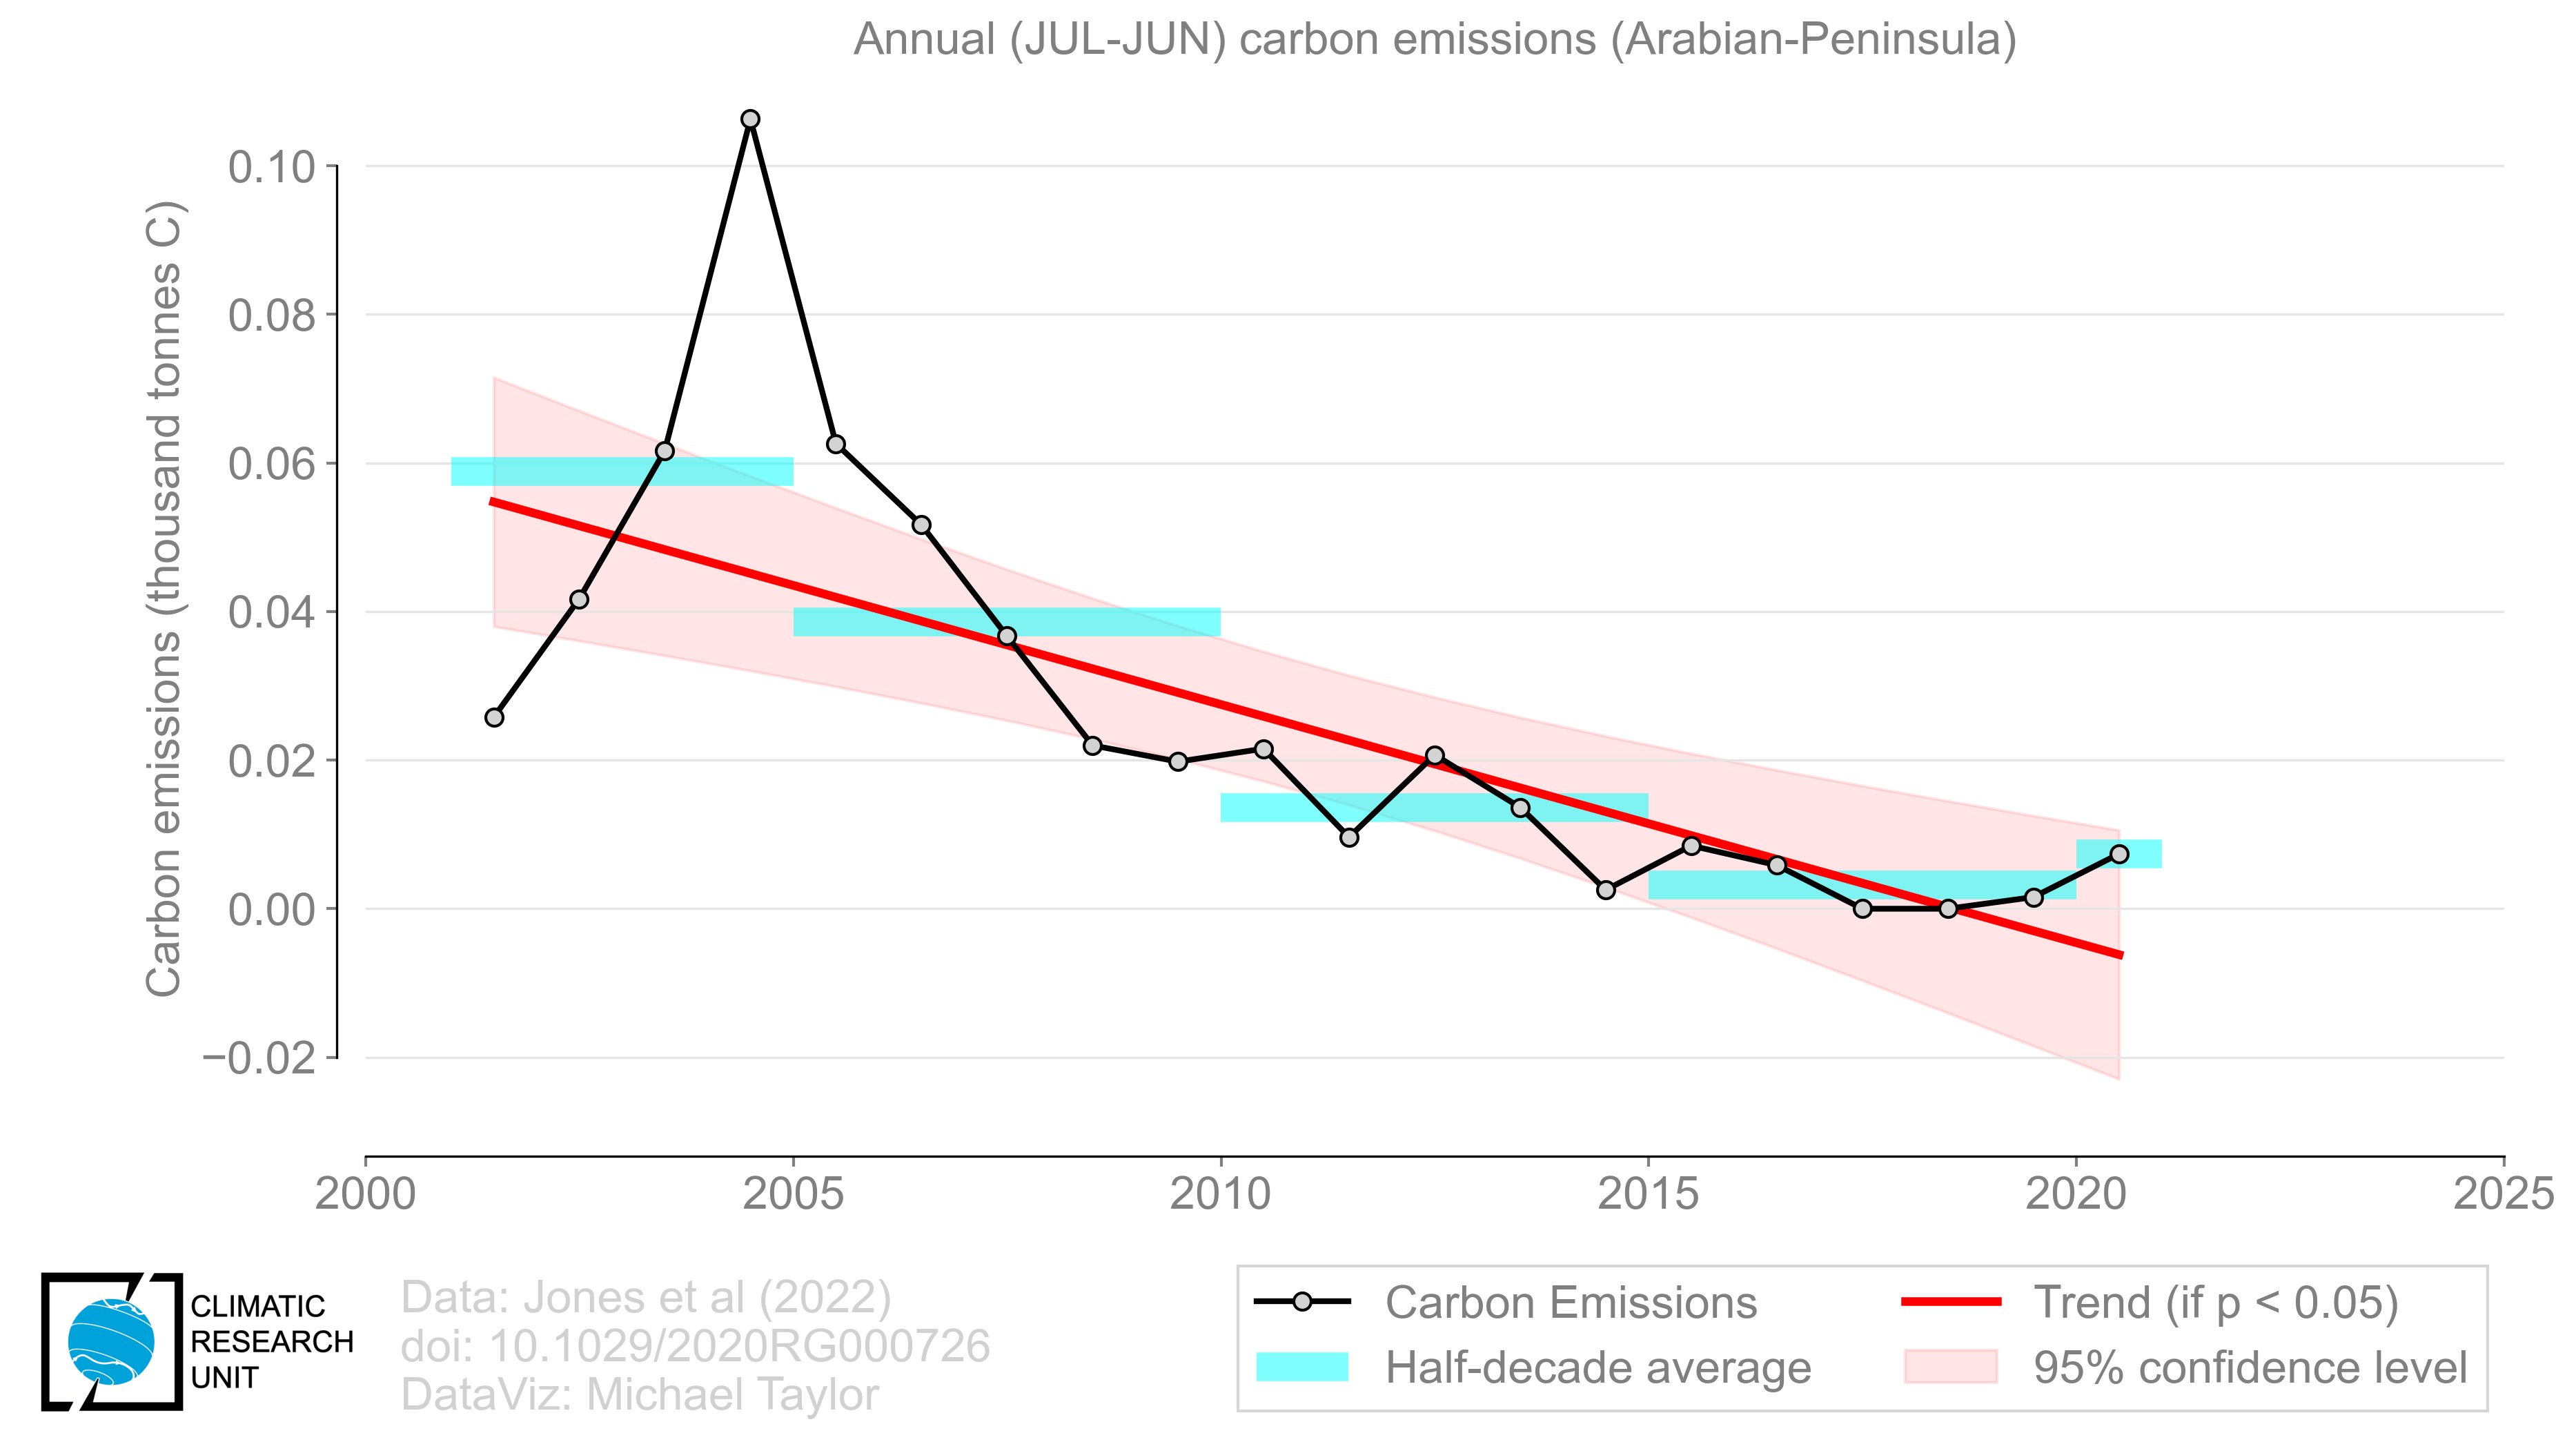 Annual (JUL-JUN) carbon emissions (Arabian-Peninsula)
Carbon emissions (thousand tonnes C)
0.10
0.08
0.06
0.04
0.02
0.00
−0.02
2000 2005 2010 2015 2020 2025
CLIMATIC
RESEARCH
UNIT
Data: Jones et al (2022)
doi: 10.1029/2020RG000726
DataViz: Michael Taylor
Carbon Emissions
Half-decade average
Trend (if p < 0.05)
95% confidence level